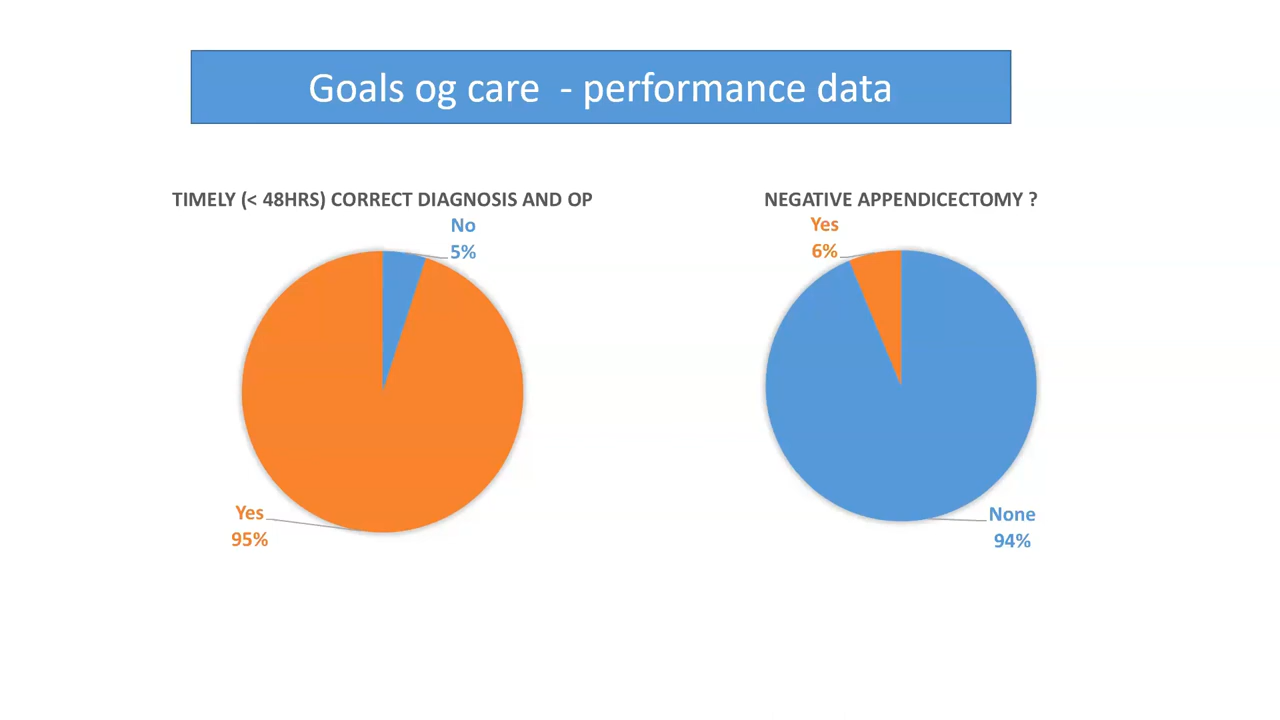 Goals og care - performance data
TIMELY (< 48HRS) CORRECT DIAGNOSIS AND OP
No
5%
Yes
95%
NEGATIVE APPENDICECTOMY ?
Yes
6%
None
94%